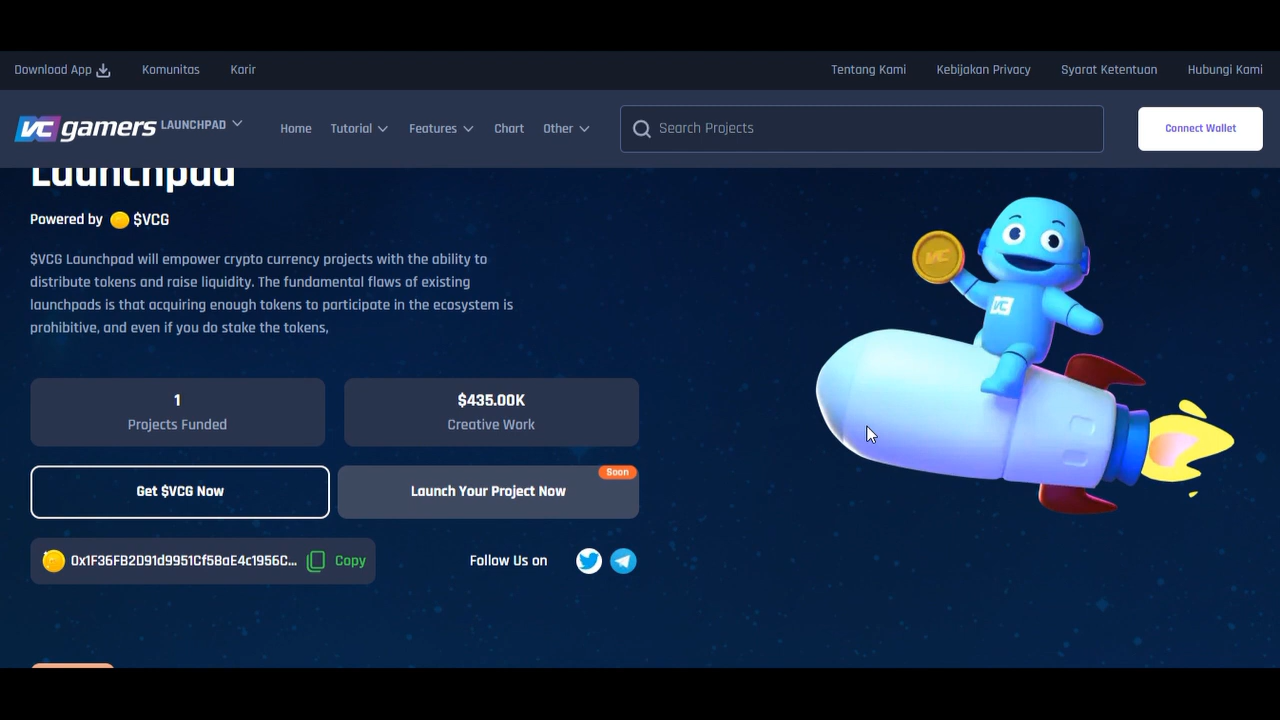 Download App
Komunitas
Karir
Tentang Kami
Kebijakan Privacy
Syarat Ketentuan
Hubungi Kami
VC gamers LAUNCHPAD
Home
Tutorial
Features
Chart
Other
Search Projects
Connect Wallet
Launchpad
Powered by $VCG
$VCG Launchpad will empower crypto currency projects with the ability to
distribute tokens and raise liquidity. The fundamental flaws of existing
launchpads is that acquiring enough tokens to participate in the ecosystem is
prohibitive, and even if you do stake the tokens,
1
Projects Funded
$435.00K
Creative Work
Get $VCG Now
Launch Your Project Now
Soon
0x1F36FB2D91d9951Cf58aE4c1956C...
Copy
Follow Us on
VC
VC